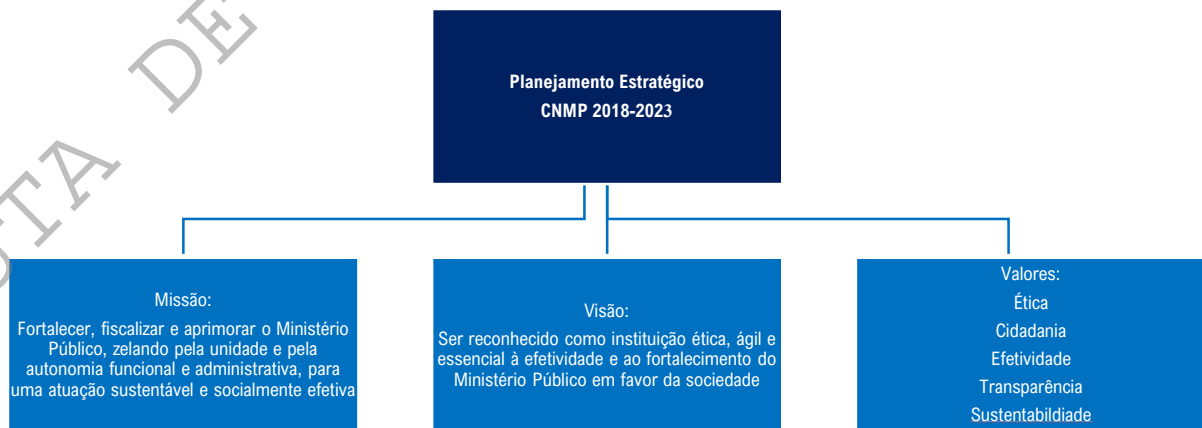 STA DE
Planejamento Estratégico
CNMP 2018-2023
Missão:
Fortalecer, fiscalizar e aprimorar o Ministério
Público, zelando pela unidade e pela
autonomia funcional e administrativa, para
uma atuação sustentável e socialmente efetiva
Visão:
Ser reconhecido como instituição ética, ágil e
essencial à efetividade e ao fortalecimento do
Ministério Público em favor da sociedade
Valores:
Ética
Cidadania
Efetividade
Transparência
Sustentabildiade